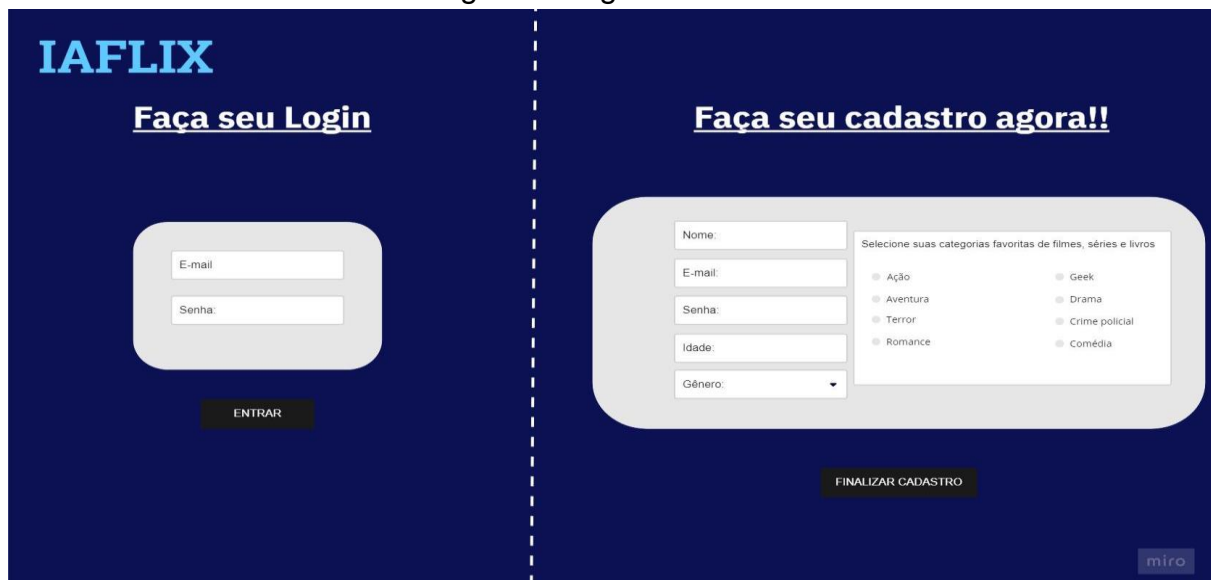 IAFLIX
Faça seu Login
E-mail
Senha:
ENTRAR
Faça seu cadastro agora!!
Nome:
E-mail:
Senha:
Idade:
Gênero:
Selecione suas categorias favoritas de filmes, séries e livros
Ação
Aventura
Terror
Romance
Geek
Drama
Crime policial
Comédia
FINALIZAR CADASTRO
miro